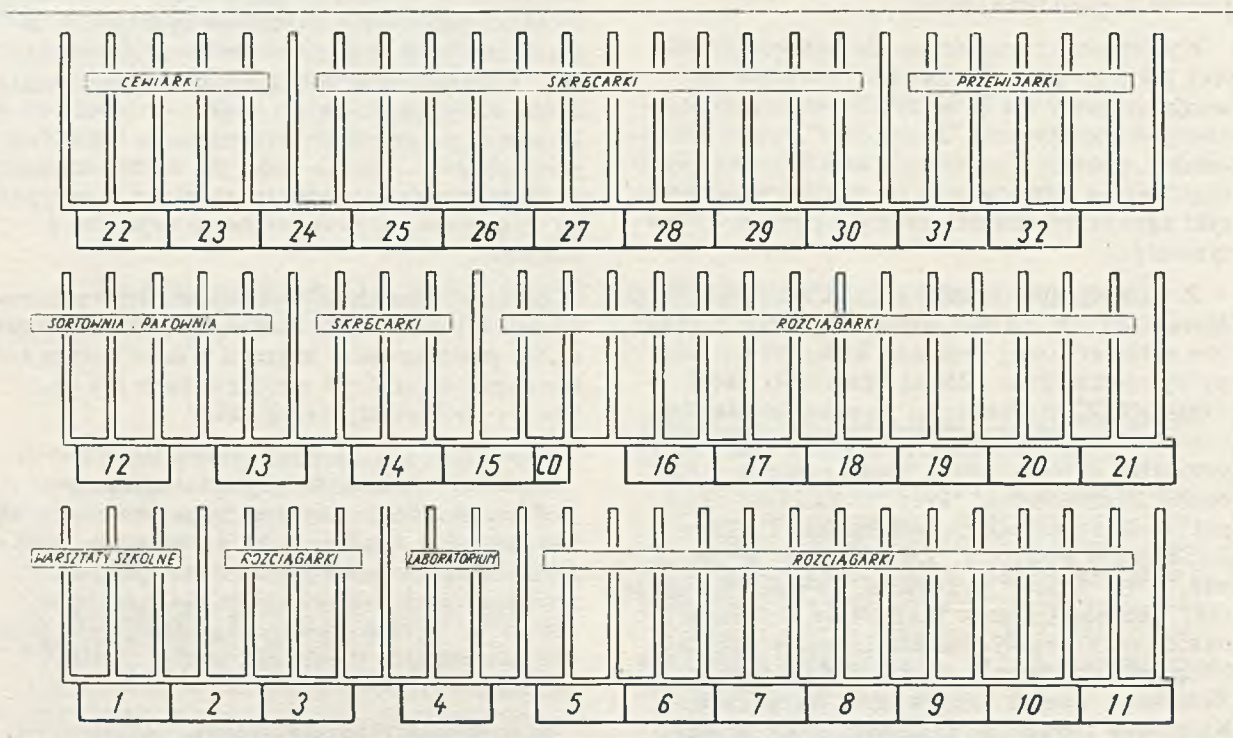 CEWIARKI SKRĘCARKI PRZEWIJARKI
22 23 24 25 26 27 28 29 30 31 32
SORTOWNIA - PAKOWNIA SKRĘCARKI ROZCIĄGARKI
12 13 14 15 CO 16 17 18 19 20 21
WARSZTATY SZKOLNE ROZCIĄGARKI LABORATORIUM ROZCIĄGARKI
1 2 3 4 5 6 7 8 9 10 11